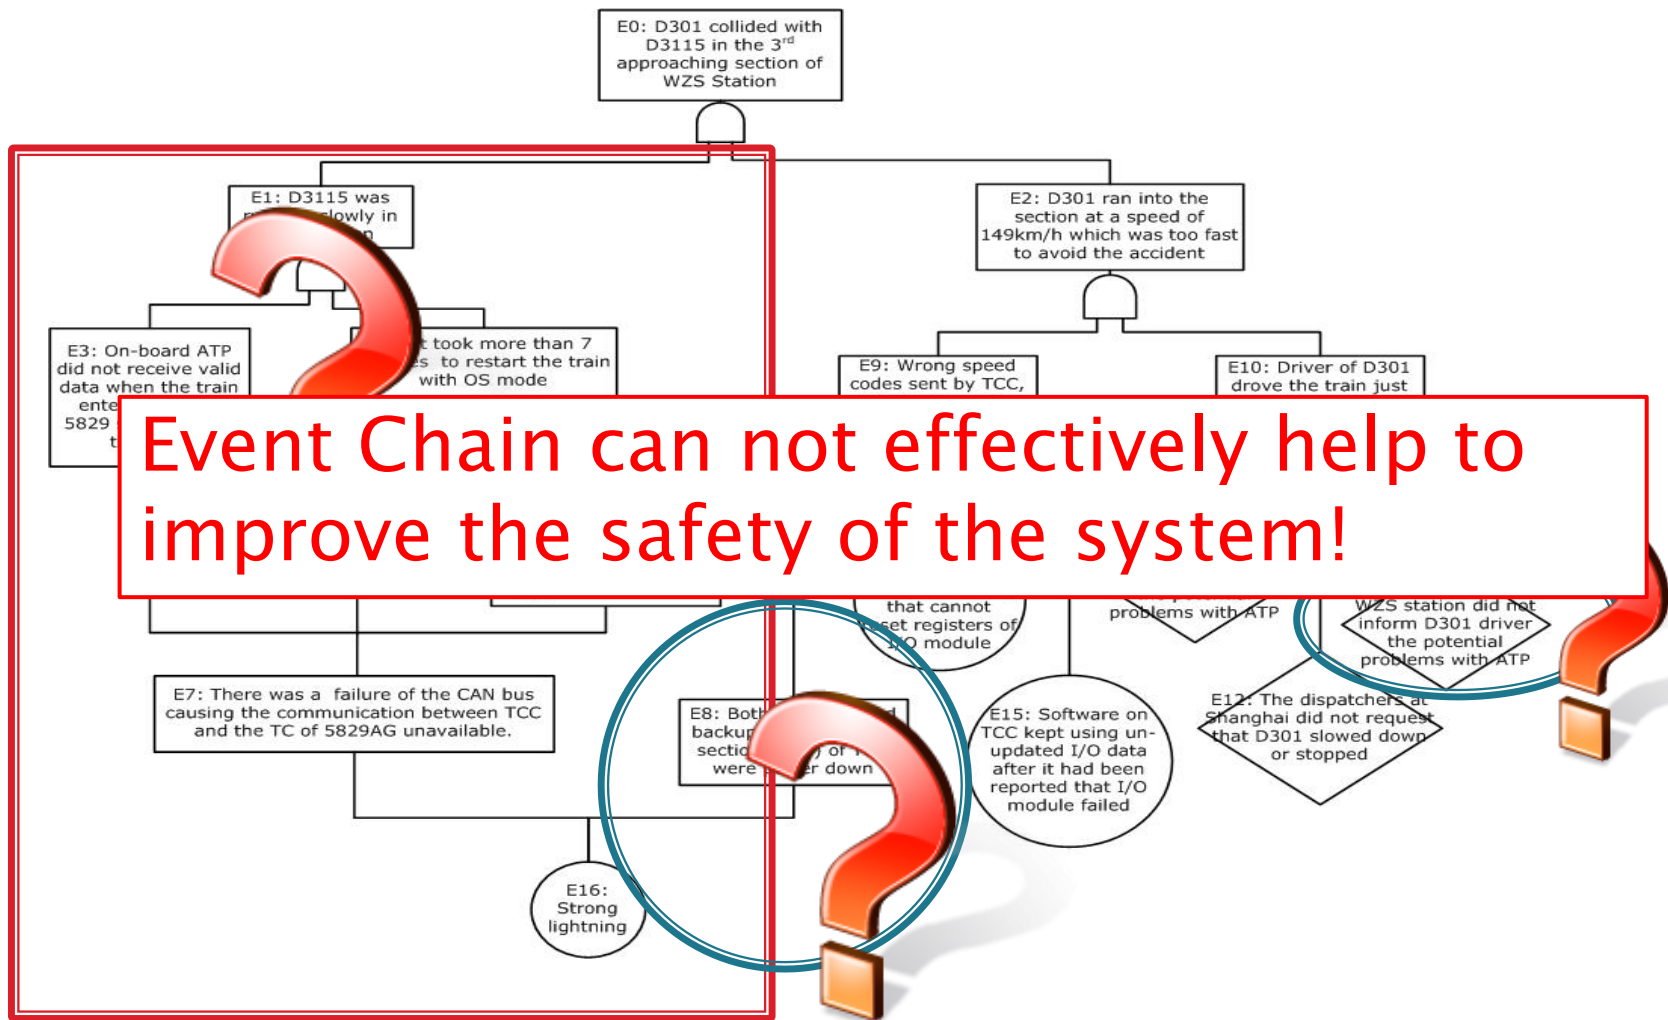 E0: D301 collided with
D3115 in the 3rd
approaching section of
WZS Station
E1: D3115 was
slowly in
E2: D301 ran into the
section at a speed of
149km/h which was too fast
to avoid the accident
E3: On-board ATP
did not receive valid
data when the train
5829
took more than 7
to restart the train
with OS mode
E9: Wrong speed
codes sent by TCC,
E10: Driver of D301
drove the train just
Event Chain can not effectively help to
improve the safety of the system!
that cannot
reset registers of
I/O module
problems with ATP
WZS station did not
inform D301 driver
the potential
problems with ATP
E7: There was a failure of the CAN bus
causing the communication between TCC
and the TC of 5829AG unavailable.
E8: Both
backup
of
were down
E15: Software on
TCC kept using un-
updated I/O data
after it had been
reported that I/O
module failed
E12: The dispatchers at
Shanghai did not request
that D301 slowed down
or stopped
E16:
Strong
lightning